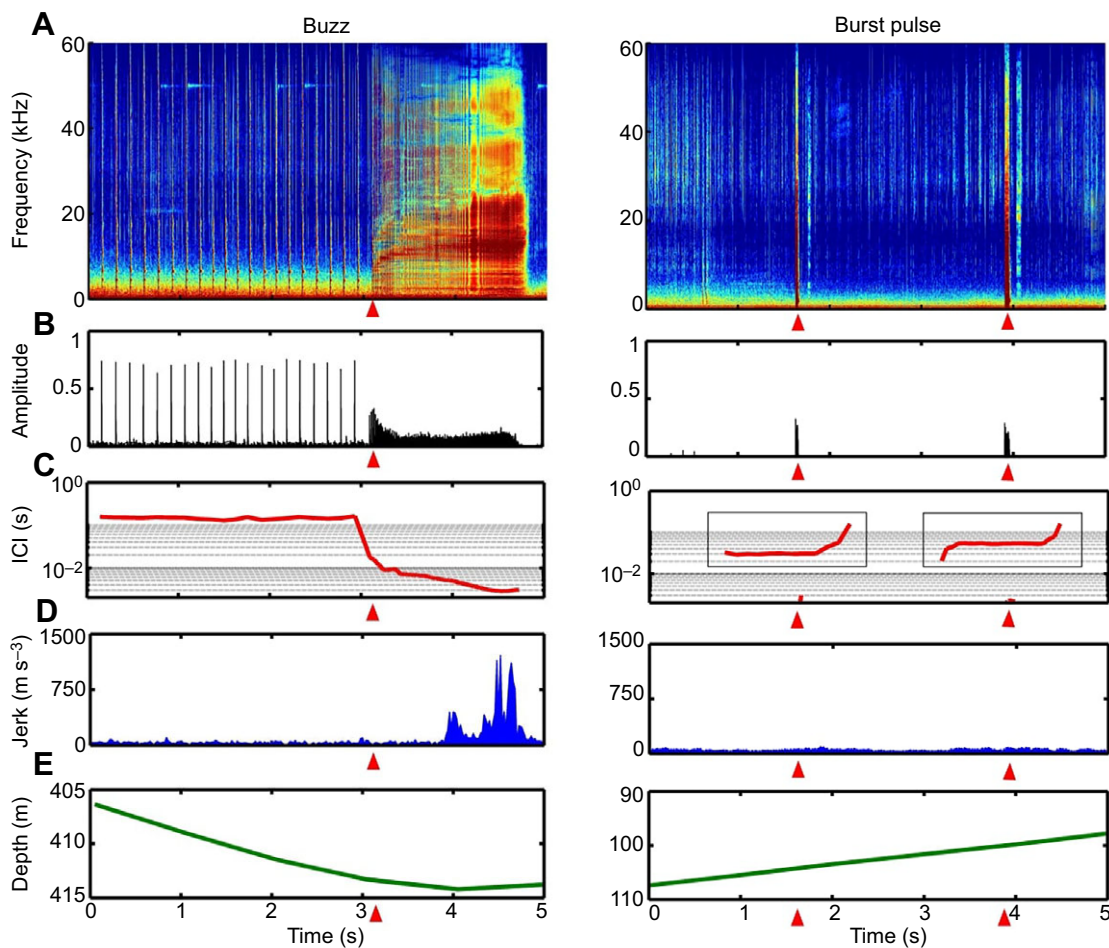 A
Buzz
Burst pulse
60
40
20
0
Frequency (kHz)
60
40
20
0
B
1
0.5
0
Amplitude
1
0.5
0
C
10⁰
10⁻²
ICI (s)
10⁰
10⁻²
D
1500
750
0
Jerk (m s⁻³)
1500
750
0
E
405
410
415
Depth (m)
90
100
110
0 1 2 3 4 5
0 1 2 3 4 5
Time (s)
Time (s)